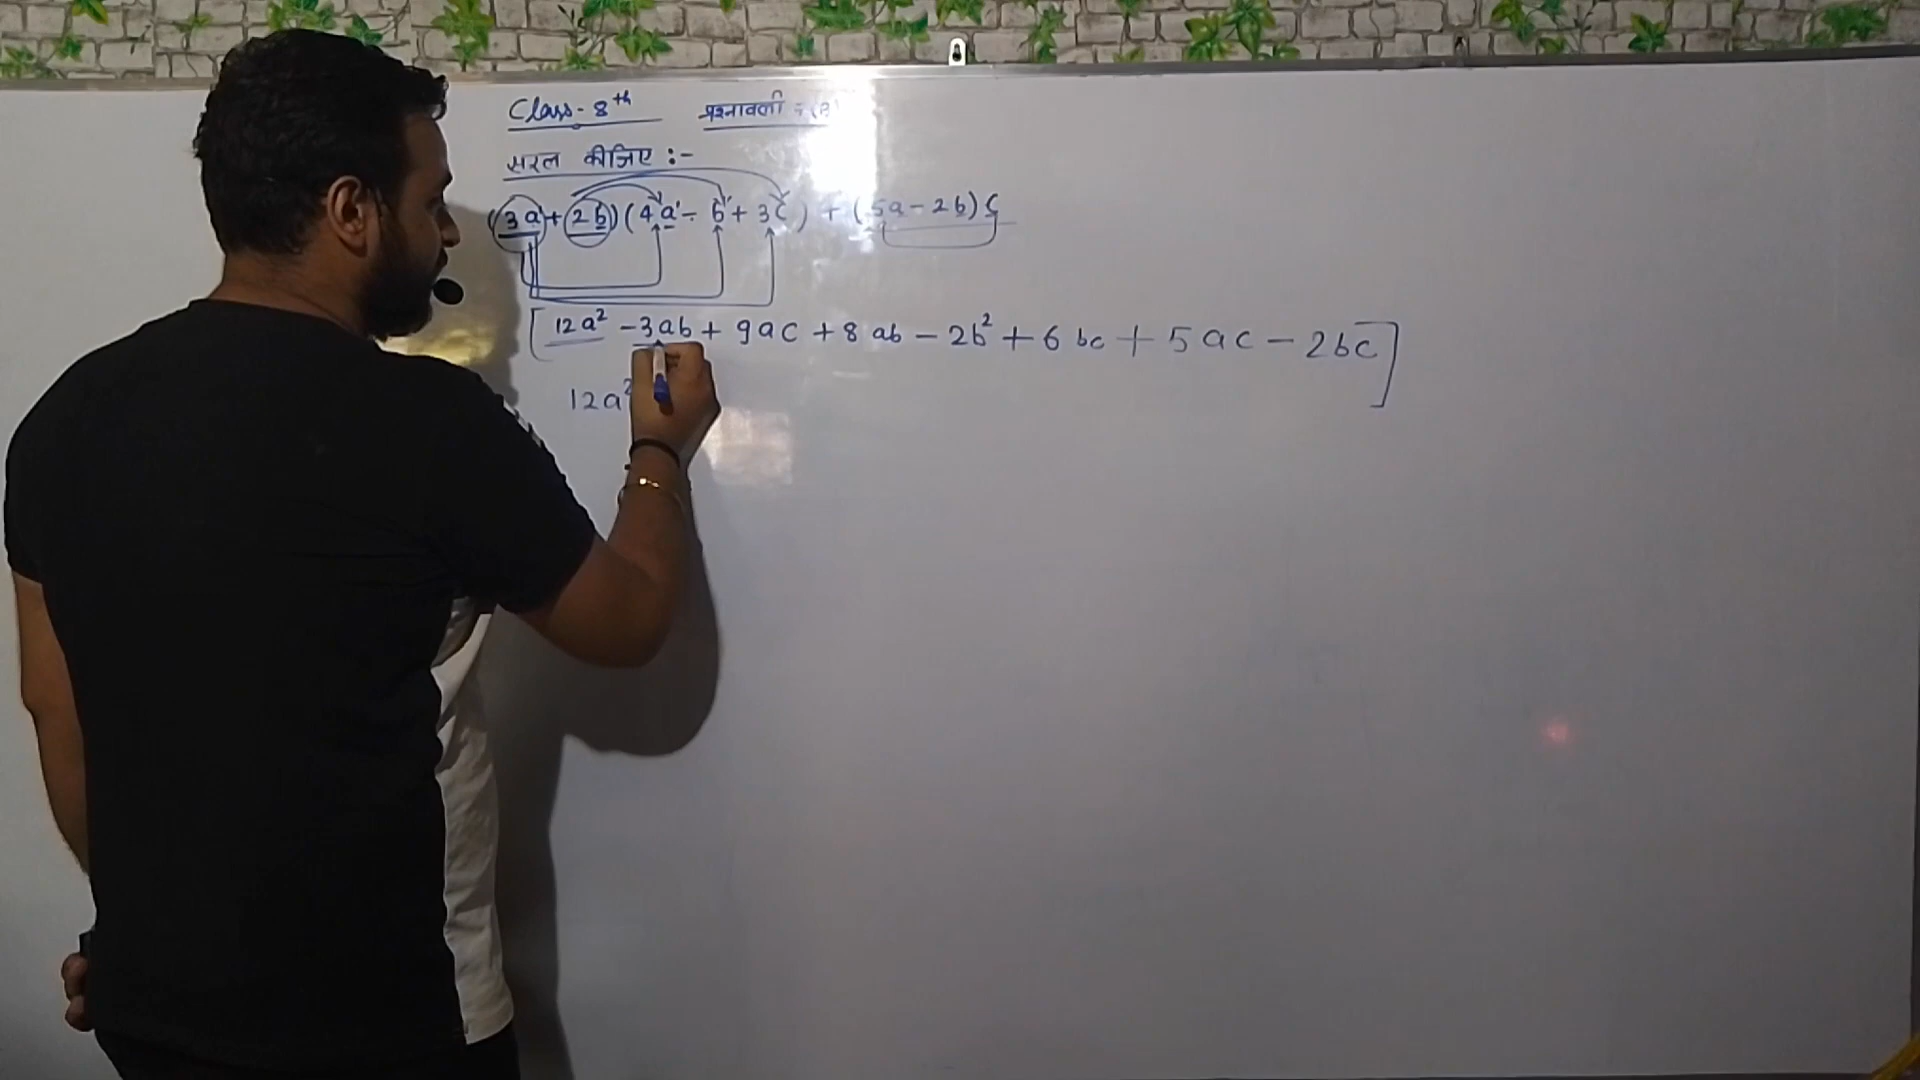 Class - 8th प्रश्नावली - (B)
सरल कीजिए :-
(3a + 2b) (4a - b + 3c) + (5a - 2b) c
[12a² - 3ab + 9ac + 8ab - 2b² + 6bc + 5ac - 2bc]
12a²